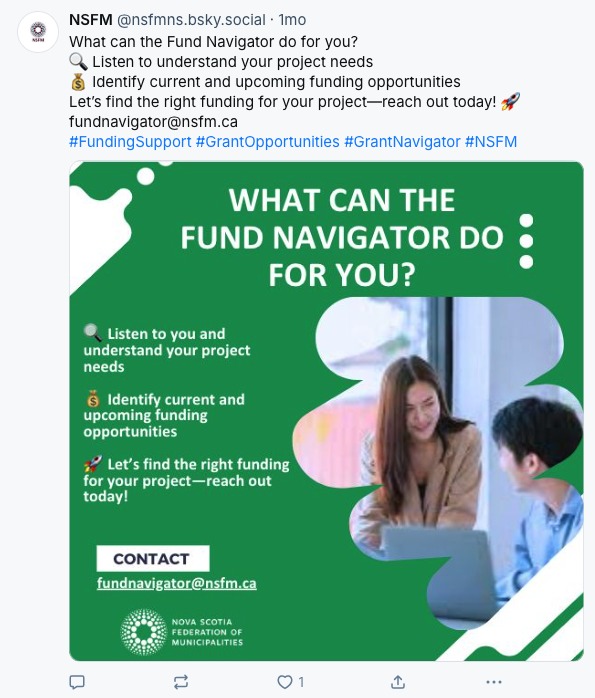 NSFM @nsfmns.bsky.social · 1mo
What can the Fund Navigator do for you?
🔍 Listen to understand your project needs
💰 Identify current and upcoming funding opportunities
Let’s find the right funding for your project—reach out today! 🚀
fundnavigator@nsfm.ca
#FundingSupport #GrantOpportunities #GrantNavigator #NSFM
WHAT CAN THE
FUND NAVIGATOR DO
FOR YOU?
🔍 Listen to you and
understand your project
needs
💰 Identify current and
upcoming funding
opportunities
🚀 Let’s find the right funding
for your project—reach out
today!
CONTACT
fundnavigator@nsfm.ca
NOVA SCOTIA
FEDERATION OF
MUNICIPALITIES
1